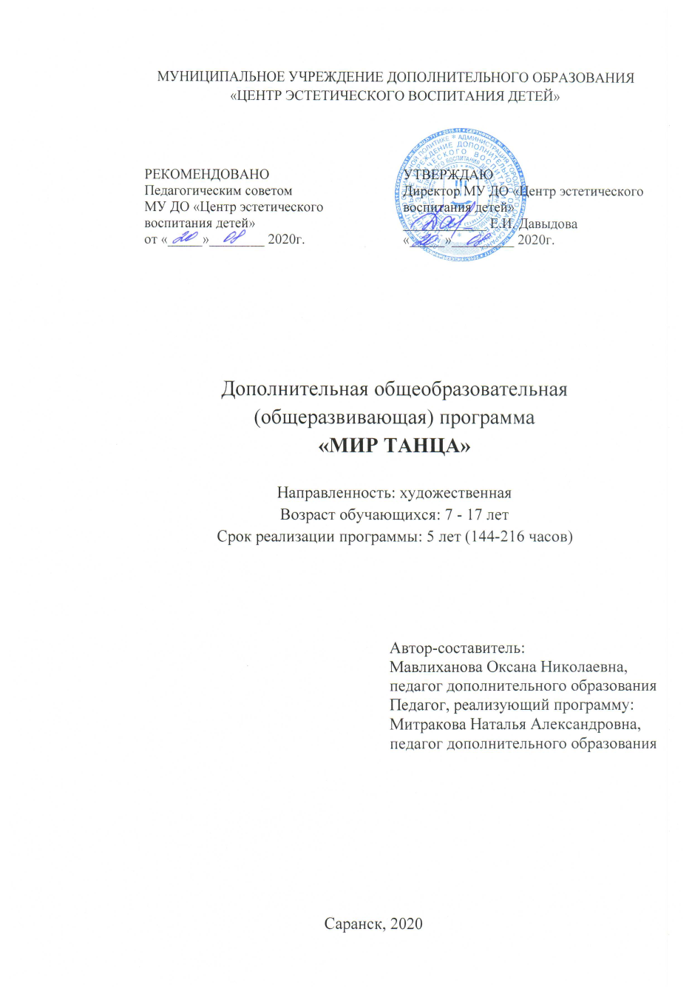 МУНИЦИПАЛЬНОЕ УЧРЕЖДЕНИЕ ДОПОЛНИТЕЛЬНОГО ОБРАЗОВАНИЯ
«ЦЕНТР ЭСТЕТИЧЕСКОГО ВОСПИТАНИЯ ДЕТЕЙ»
РЕКОМЕНДОВАНО
Педагогическим советом
МУ ДО «Центр эстетического
воспитания детей»
от «20»_08_ 2020г.
УТВЕРЖДАЮ
Директор МУ ДО «Центр эстетического
воспитания детей»
Е.И. Давыдова
«20»_08_ 2020г.
Дополнительная общеобразовательная
(общеразвивающая) программа
«МИР ТАНЦА»
Направленность: художественная
Возраст обучающихся: 7 - 17 лет
Срок реализации программы: 5 лет (144-216 часов)
Автор-составитель:
Мавлиханова Оксана Николаевна,
педагог дополнительного образования
Педагог, реализующий программу:
Митракова Наталья Александровна,
педагог дополнительного образования
Саранск, 2020